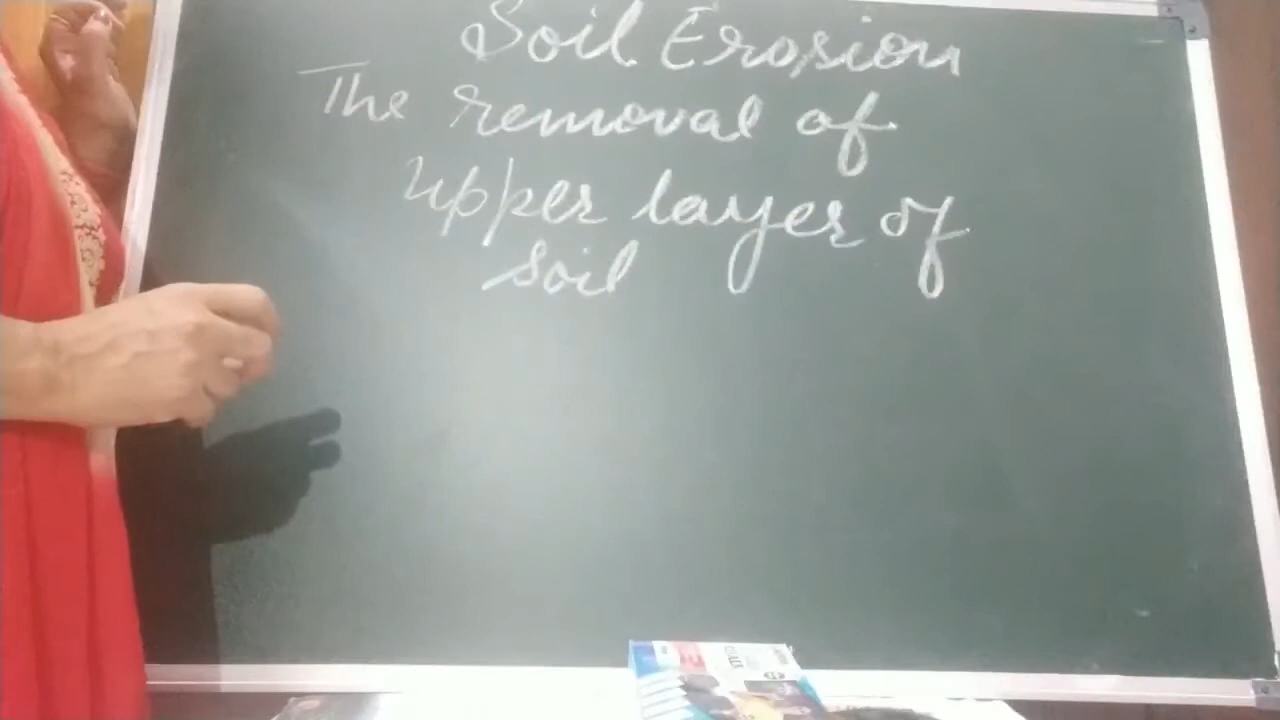 Soil Erosion
The removal of
upper layer of
soil